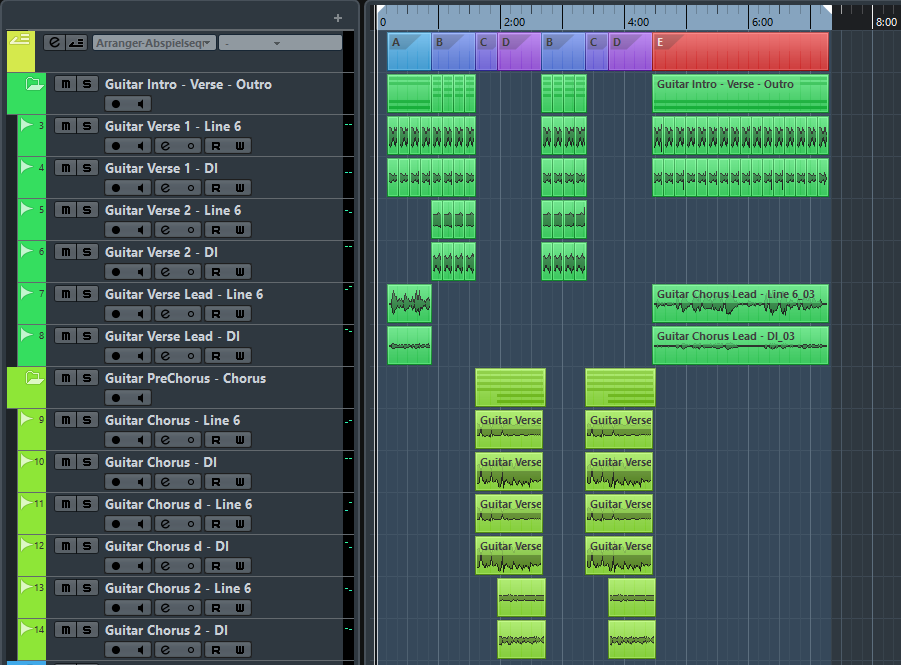 +
0 2:00 4:00 6:00 8:00
Arranger-Abspielseq -
A B C D B C D E
m S Guitar Intro - Verse - Outro
Guitar Intro - Verse - Outro
3 m S Guitar Verse 1 - Line 6
e R W
4 m S Guitar Verse 1 - DI
e R W
5 m S Guitar Verse 2 - Line 6
e R W
6 m S Guitar Verse 2 - DI
e R W
7 m S Guitar Verse Lead - Line 6
Guitar Chorus Lead - Line 6_03
e R W
8 m S Guitar Verse Lead - DI
Guitar Chorus Lead - DI_03
e R W
m S Guitar PreChorus - Chorus
9 m S Guitar Chorus - Line 6
Guitar Verse Guitar Verse
e R W
10 m S Guitar Chorus - DI
Guitar Verse Guitar Verse
e R W
11 m S Guitar Chorus d - Line 6
Guitar Verse Guitar Verse
e R W
12 m S Guitar Chorus d - DI
Guitar Verse Guitar Verse
e R W
13 m S Guitar Chorus 2 - Line 6
e R W
14 m S Guitar Chorus 2 - DI
e R W